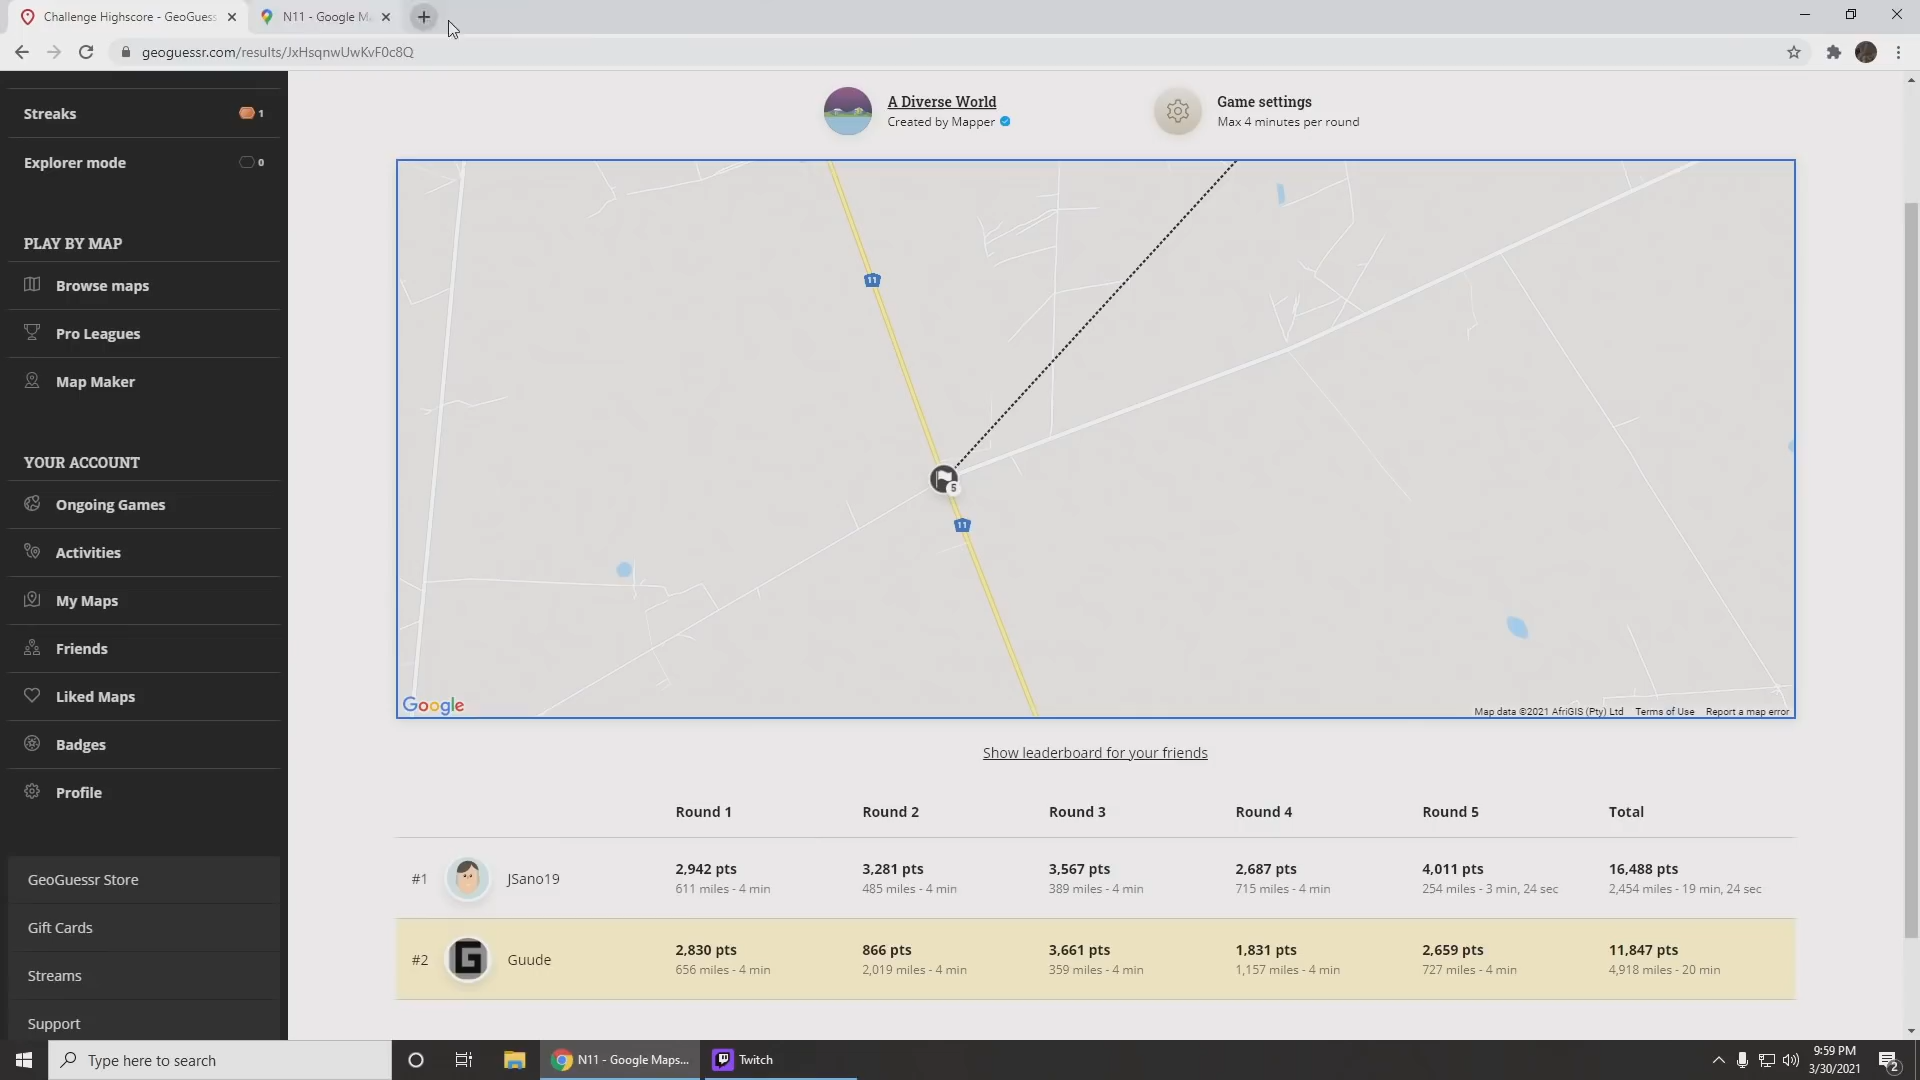 Challenge Highscore - GeoGuess
N11 - Google Ma
geoguessr.com/results/JxHsqnwUwKvF0c8Q
Streaks 1
Explorer mode 0
PLAY BY MAP
Browse maps
Pro Leagues
Map Maker
YOUR ACCOUNT
Ongoing Games
Activities
My Maps
Friends
Liked Maps
Badges
Profile
GeoGuessr Store
Gift Cards
Streams
Support
A Diverse World
Created by Mapper
Game settings
Max 4 minutes per round
11
5
11
Google
Map data ©2021 AfriGIS (Pty) Ltd Terms of Use Report a map error
Show leaderboard for your friends
Round 1 Round 2 Round 3 Round 4 Round 5 Total
#1 JSano19
2,942 pts 3,281 pts 3,567 pts 2,687 pts 4,011 pts 16,488 pts
611 miles - 4 min 485 miles - 4 min 389 miles - 4 min 715 miles - 4 min 254 miles - 3 min, 24 sec 2,454 miles - 19 min, 24 sec
#2 G Guude
2,830 pts 866 pts 3,661 pts 1,831 pts 2,659 pts 11,847 pts
656 miles - 4 min 2,019 miles - 4 min 359 miles - 4 min 1,157 miles - 4 min 727 miles - 4 min 4,918 miles - 20 min
Type here to search
N11 - Google Maps...
Twitch
9:59 PM
3/30/2021
2